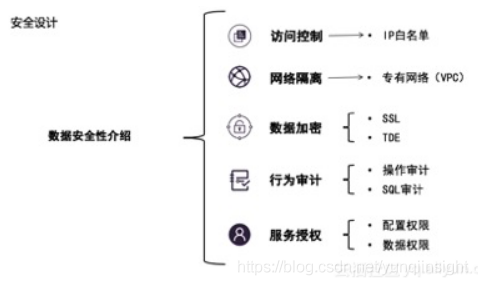 安全设计
数据安全性介绍
访问控制
• IP白名单
网络隔离
• 专有网络（VPC）
数据加密
• SSL
• TDE
行为审计
• 操作审计
• SQL审计
服务授权
• 配置权限
• 数据权限
https://blog.csdn.net/yunqiinsight